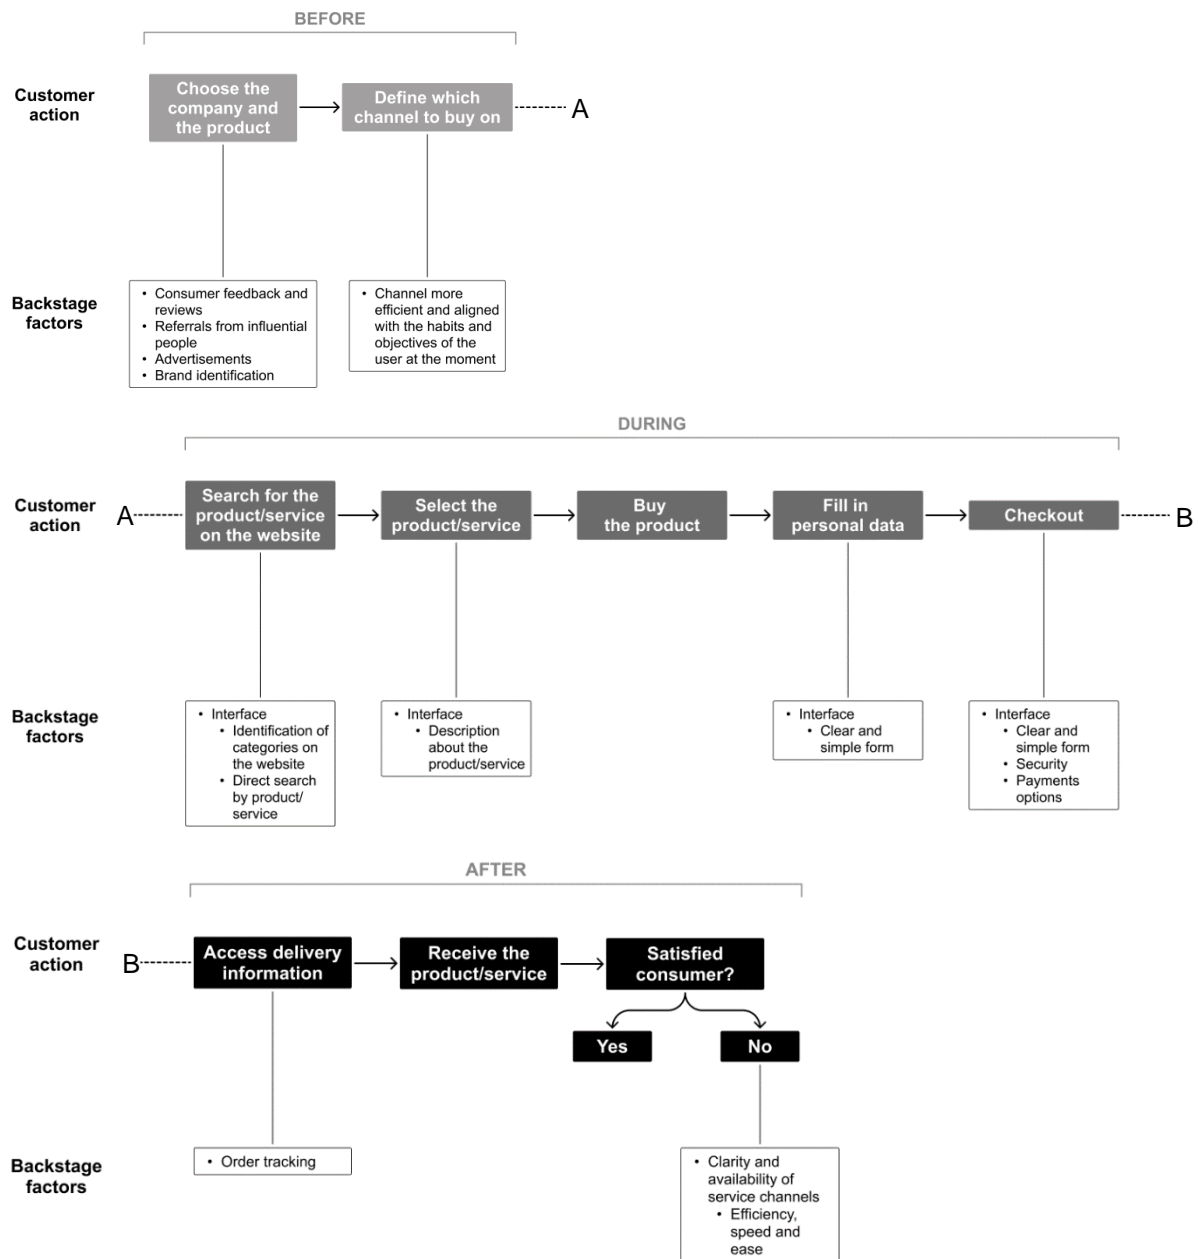 BEFORE
Customer
action
Choose the
company and
the product
Define which
channel to buy on
A
Backstage
factors
• Consumer feedback and
reviews
• Referrals from influential
people
• Advertisements
• Brand identification
• Channel more
efficient and aligned
with the habits and
objectives of the
user at the moment
DURING
Customer
action
A
Search for the
product/service
on the website
Select the
product/service
Buy
the product
Fill in
personal data
Checkout
B
Backstage
factors
• Interface
• Identification of
categories on
the website
• Direct search
by product/
service
• Interface
• Description
about the
product/service
• Interface
• Clear and
simple form
• Interface
• Clear and
simple form
• Security
• Payments
options
AFTER
Customer
action
B
Access delivery
information
Receive the
product/service
Satisfied
consumer?
Yes
No
Backstage
factors
• Order tracking
• Clarity and
availability of
service channels
• Efficiency,
speed and
ease